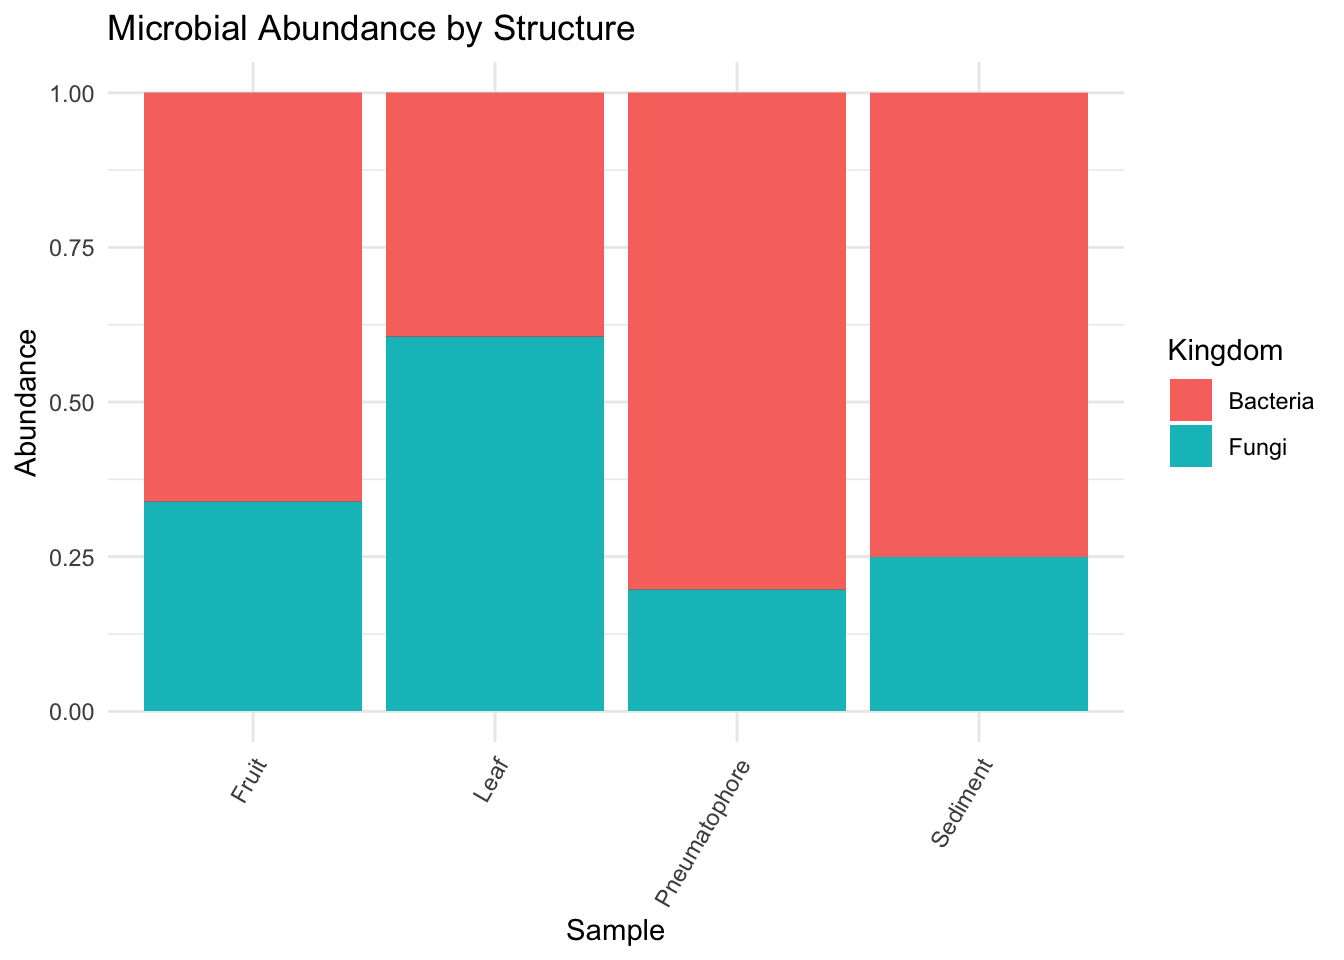 Microbial Abundance by Structure
1.00
0.75
0.50
0.25
0.00
Abundance
Fruit
Leaf
Pneumatophore
Sediment
Sample
Kingdom
Bacteria
Fungi